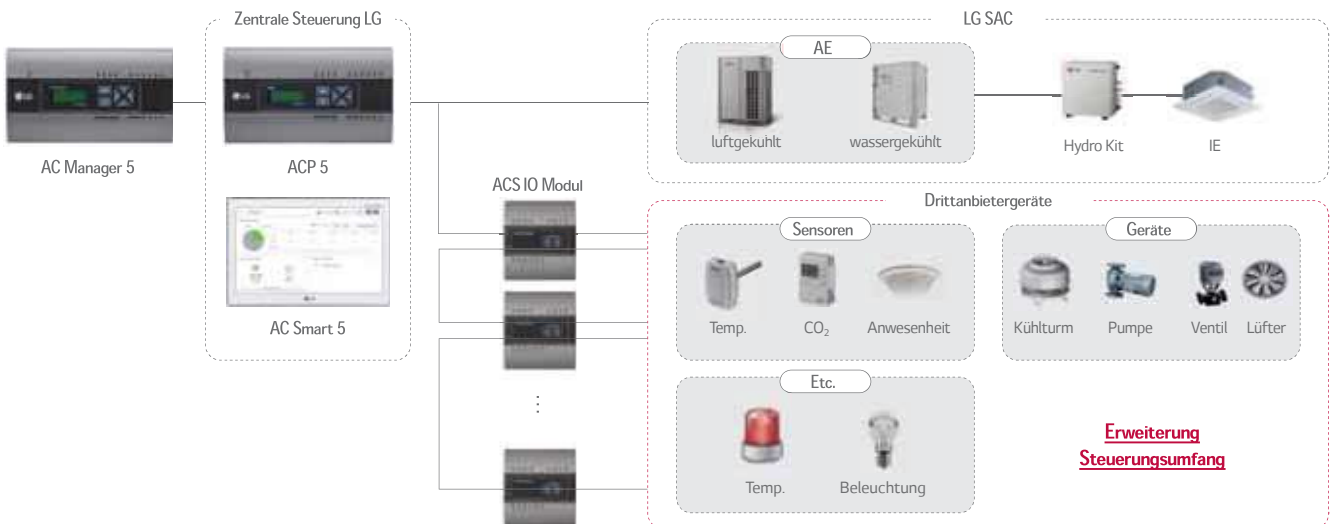 Zentrale Steuerung LG
AC Manager 5
ACP 5
AC Smart 5
ACS IO Modul
LG SAC
AE
luftgekuhlt
wassergekühlt
Hydro Kit
IE
Drittanbietergeräte
Sensoren
Temp.
CO₂
Anwesenheit
Geräte
Kühlturm
Pumpe
Ventil
Lüfter
Etc.
Temp.
Beleuchtung
Erweiterung
Steuerungsumfang